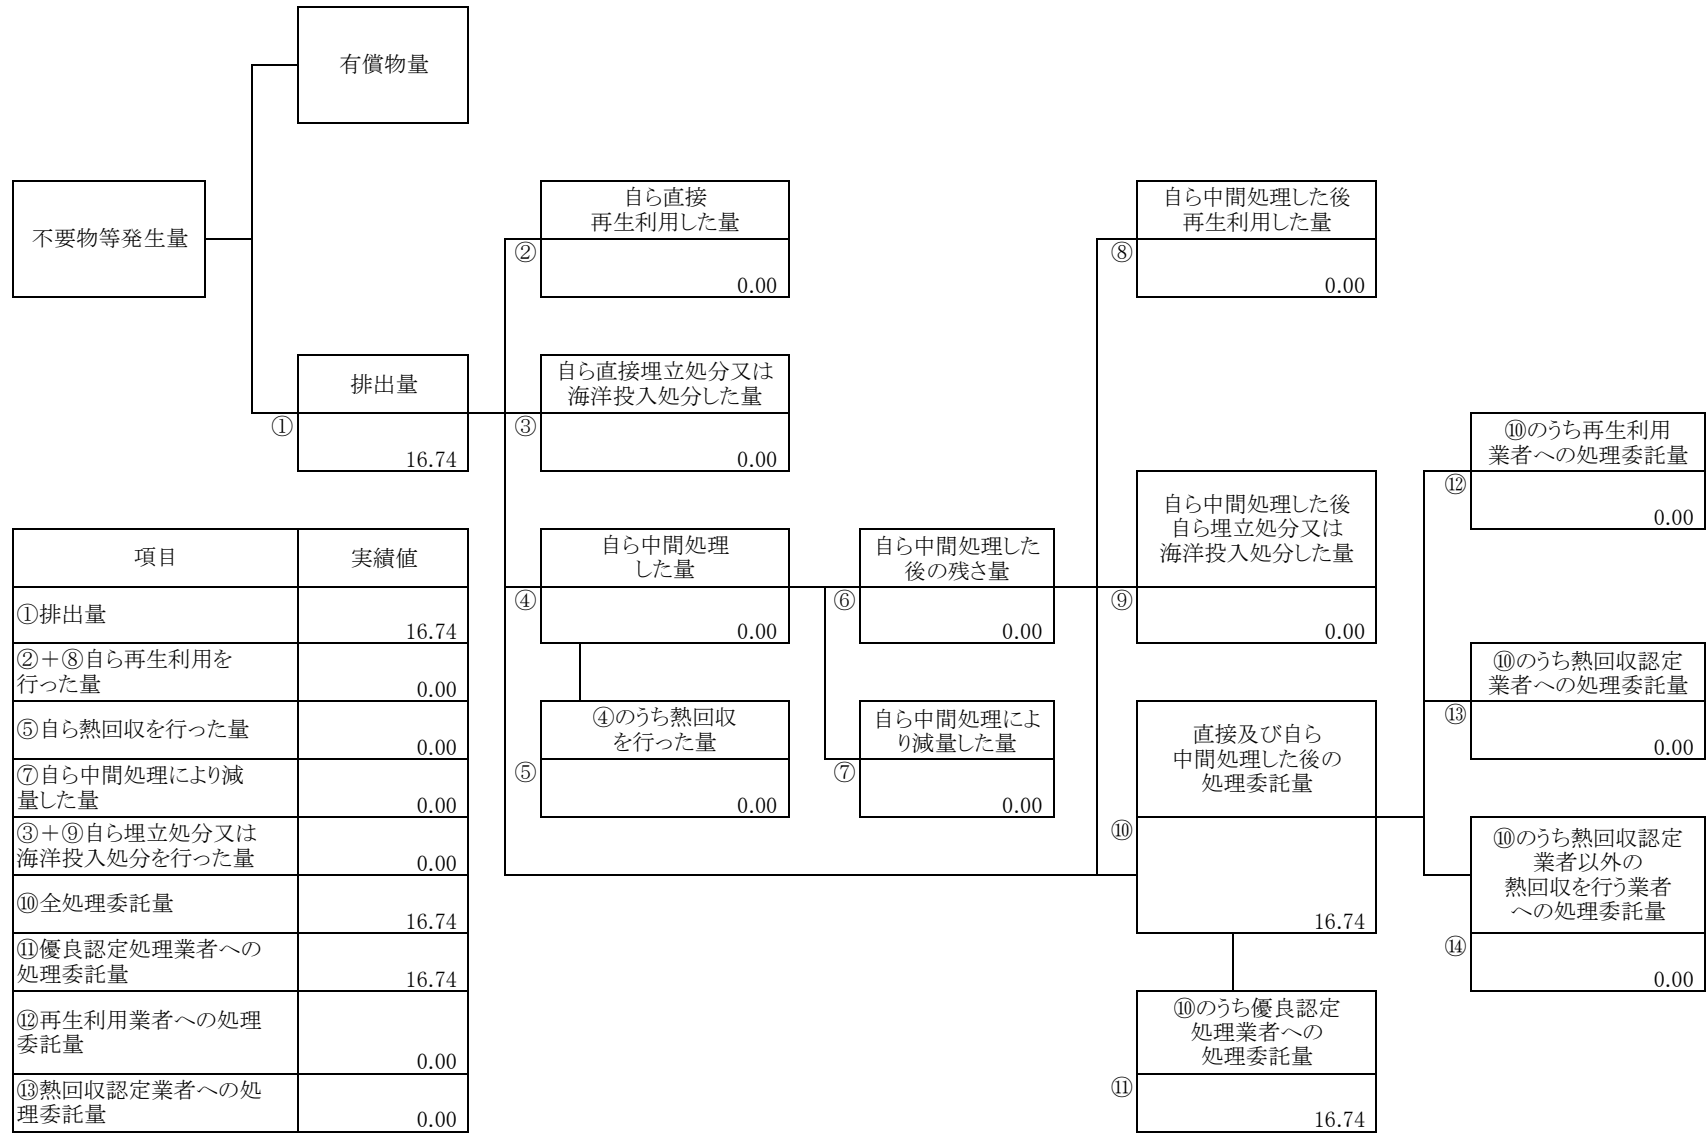 有償物量
不要物等発生量
自ら直接
再生利用した量
②
0.00
自ら中間処理した後
再生利用した量
⑧
0.00
排出量
①
16.74
自ら直接埋立処分又は
海洋投入処分した量
③
0.00
⑩のうち再生利用
業者への処理委託量
⑫
0.00
自ら中間処理した後
自ら埋立処分又は
海洋投入処分した量
⑨
0.00
自ら中間処理
した量
④
0.00
自ら中間処理した
後の残さ量
⑥
0.00
⑩のうち熱回収認定
業者への処理委託量
⑬
0.00
④のうち熱回収
を行った量
⑤
0.00
自ら中間処理によ
り減量した量
⑦
0.00
直接及び自ら
中間処理した後の
処理委託量
⑩
16.74
⑩のうち熱回収認定
業者以外の
熱回収を行う業者
への処理委託量
⑭
0.00
⑩のうち優良認定
処理業者への
処理委託量
⑪
16.74
項目 実績値
①排出量
16.74
②＋⑧自ら再生利用を
行った量 0.00
⑤自ら熱回収を行った量
0.00
⑦自ら中間処理により減
量した量 0.00
③＋⑨自ら埋立処分又は
海洋投入処分を行った量 0.00
⑩全処理委託量
16.74
⑪優良認定処理業者への
処理委託量 16.74
⑫再生利用業者への処理
委託量
0.00
⑬熱回収認定業者への処
理委託量 0.00